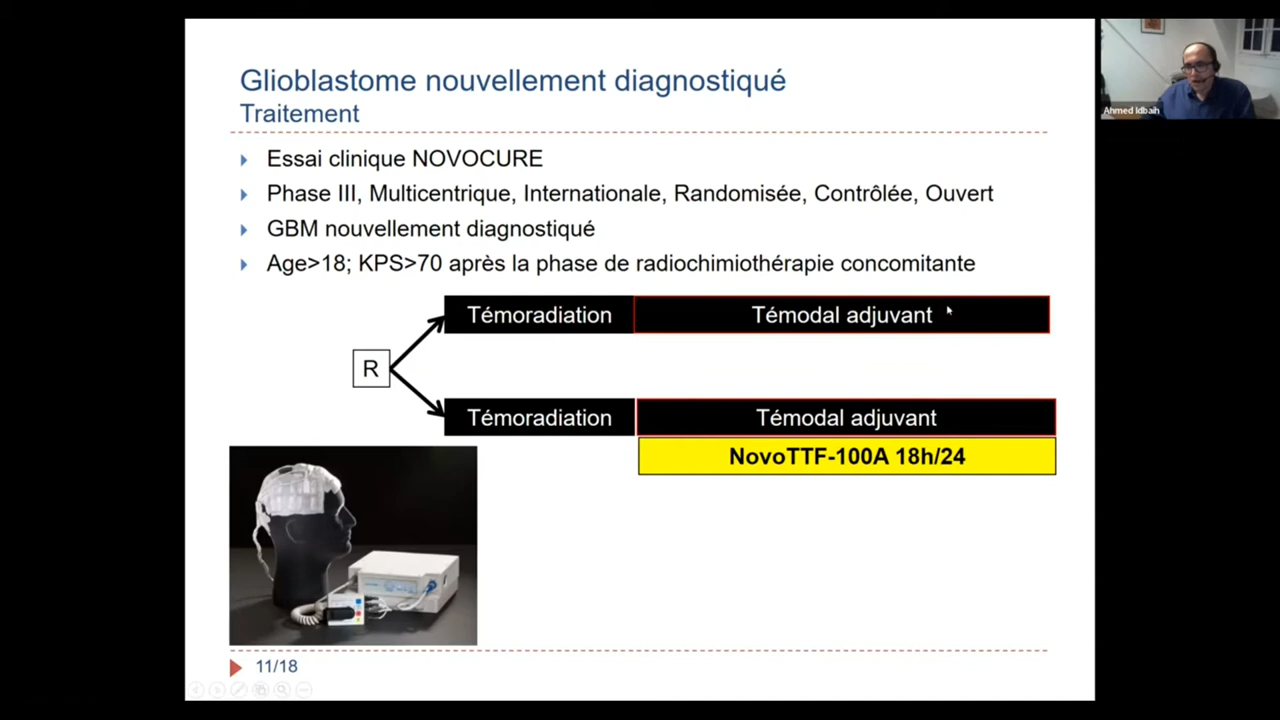 Glioblastome nouvellement diagnostiqué
Traitement
Essai clinique NOVOCURE
Phase III, Multicentrique, Internationale, Randomisée, Contrôlée, Ouvert
GBM nouvellement diagnostiqué
Age>18; KPS>70 après la phase de radiochimiothérapie concomitante
Témoradiation
Témodal adjuvant
R
Témoradiation
Témodal adjuvant
NovoTTF-100A 18h/24
11/18
Ahmed Idbaih